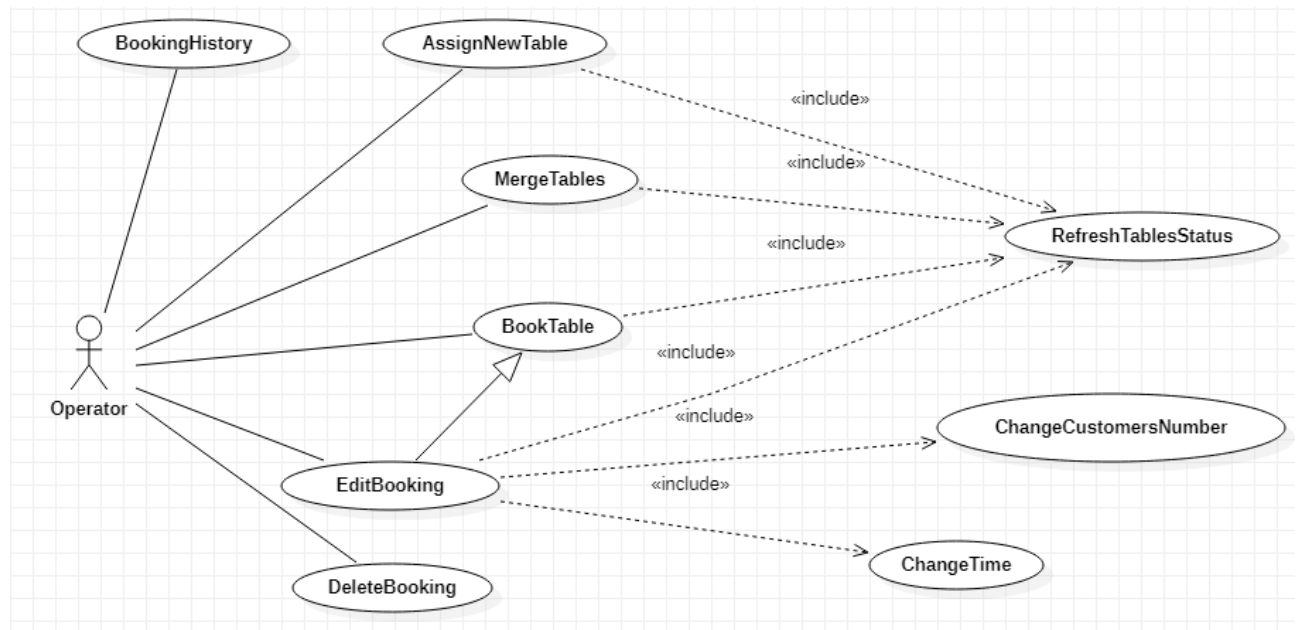 BookingHistory
AssignNewTable
«include»
«include»
MergeTables
RefreshTablesStatus
«include»
BookTable
«include»
Operator
«include»
ChangeCustomersNumber
EditBooking
«include»
ChangeTime
DeleteBooking